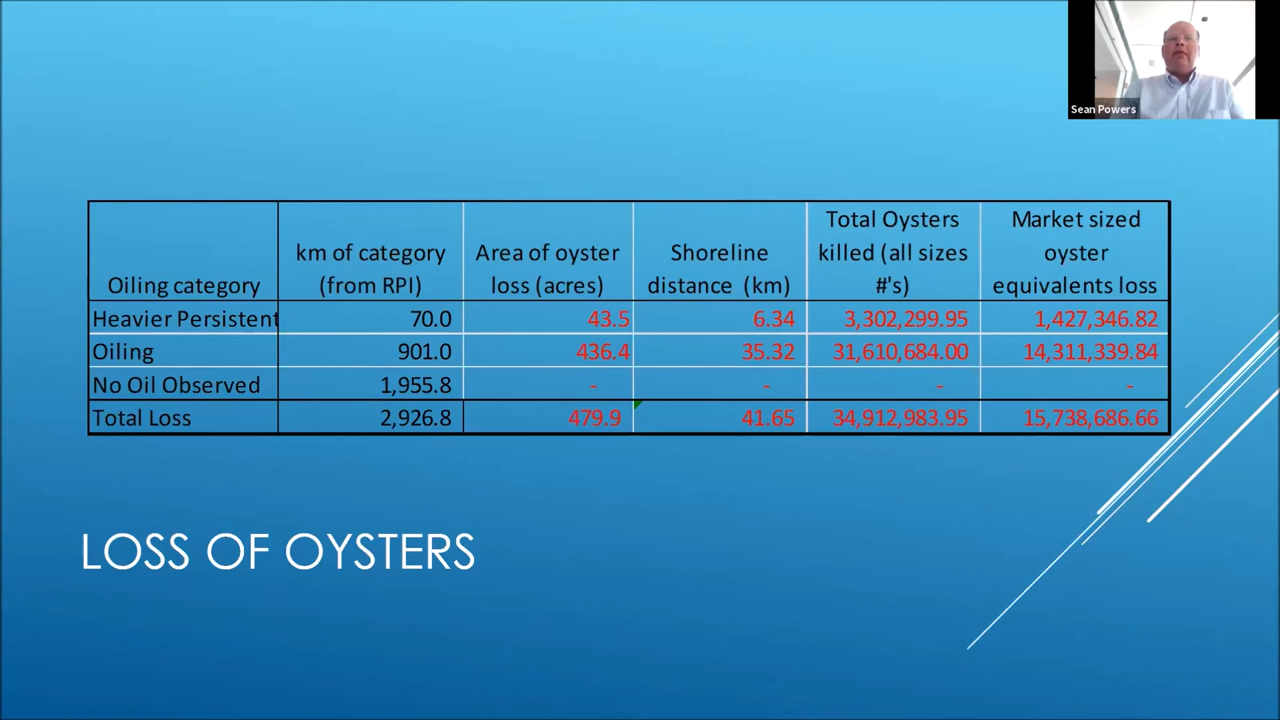 Sean Powers
Oiling category | km of category (from RPI) | Area of oyster loss (acres) | Shoreline distance (km) | Total Oysters killed (all sizes #'s) | Market sized oyster equivalents loss
Heavier Persistent | 70.0 | 43.5 | 6.34 | 3,302,299.95 | 1,427,346.82
Oiling | 901.0 | 436.4 | 35.32 | 31,610,684.00 | 14,311,339.84
No Oil Observed | 1,955.8 | - | - | - | -
Total Loss | 2,926.8 | 479.9 | 41.65 | 34,912,983.95 | 15,738,686.66
LOSS OF OYSTERS